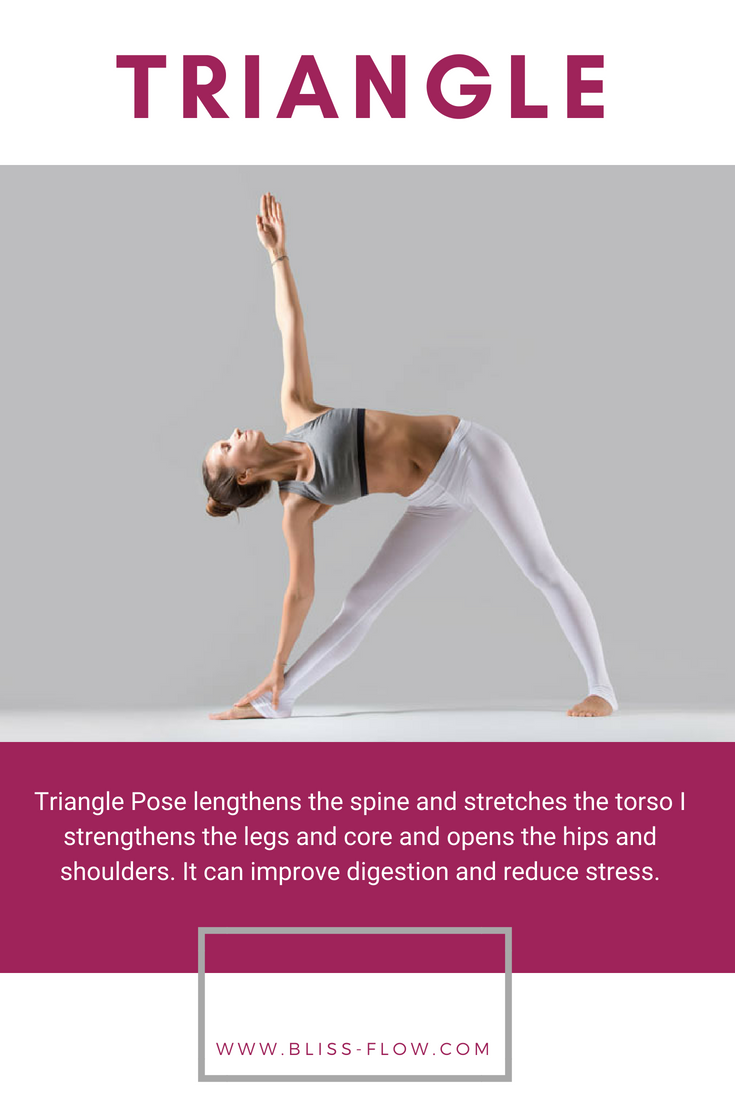 TRIANGLE
Triangle Pose lengthens the spine and stretches the torso I
strengthens the legs and core and opens the hips and
shoulders. It can improve digestion and reduce stress.
WWW.BLISS-FLOW.COM